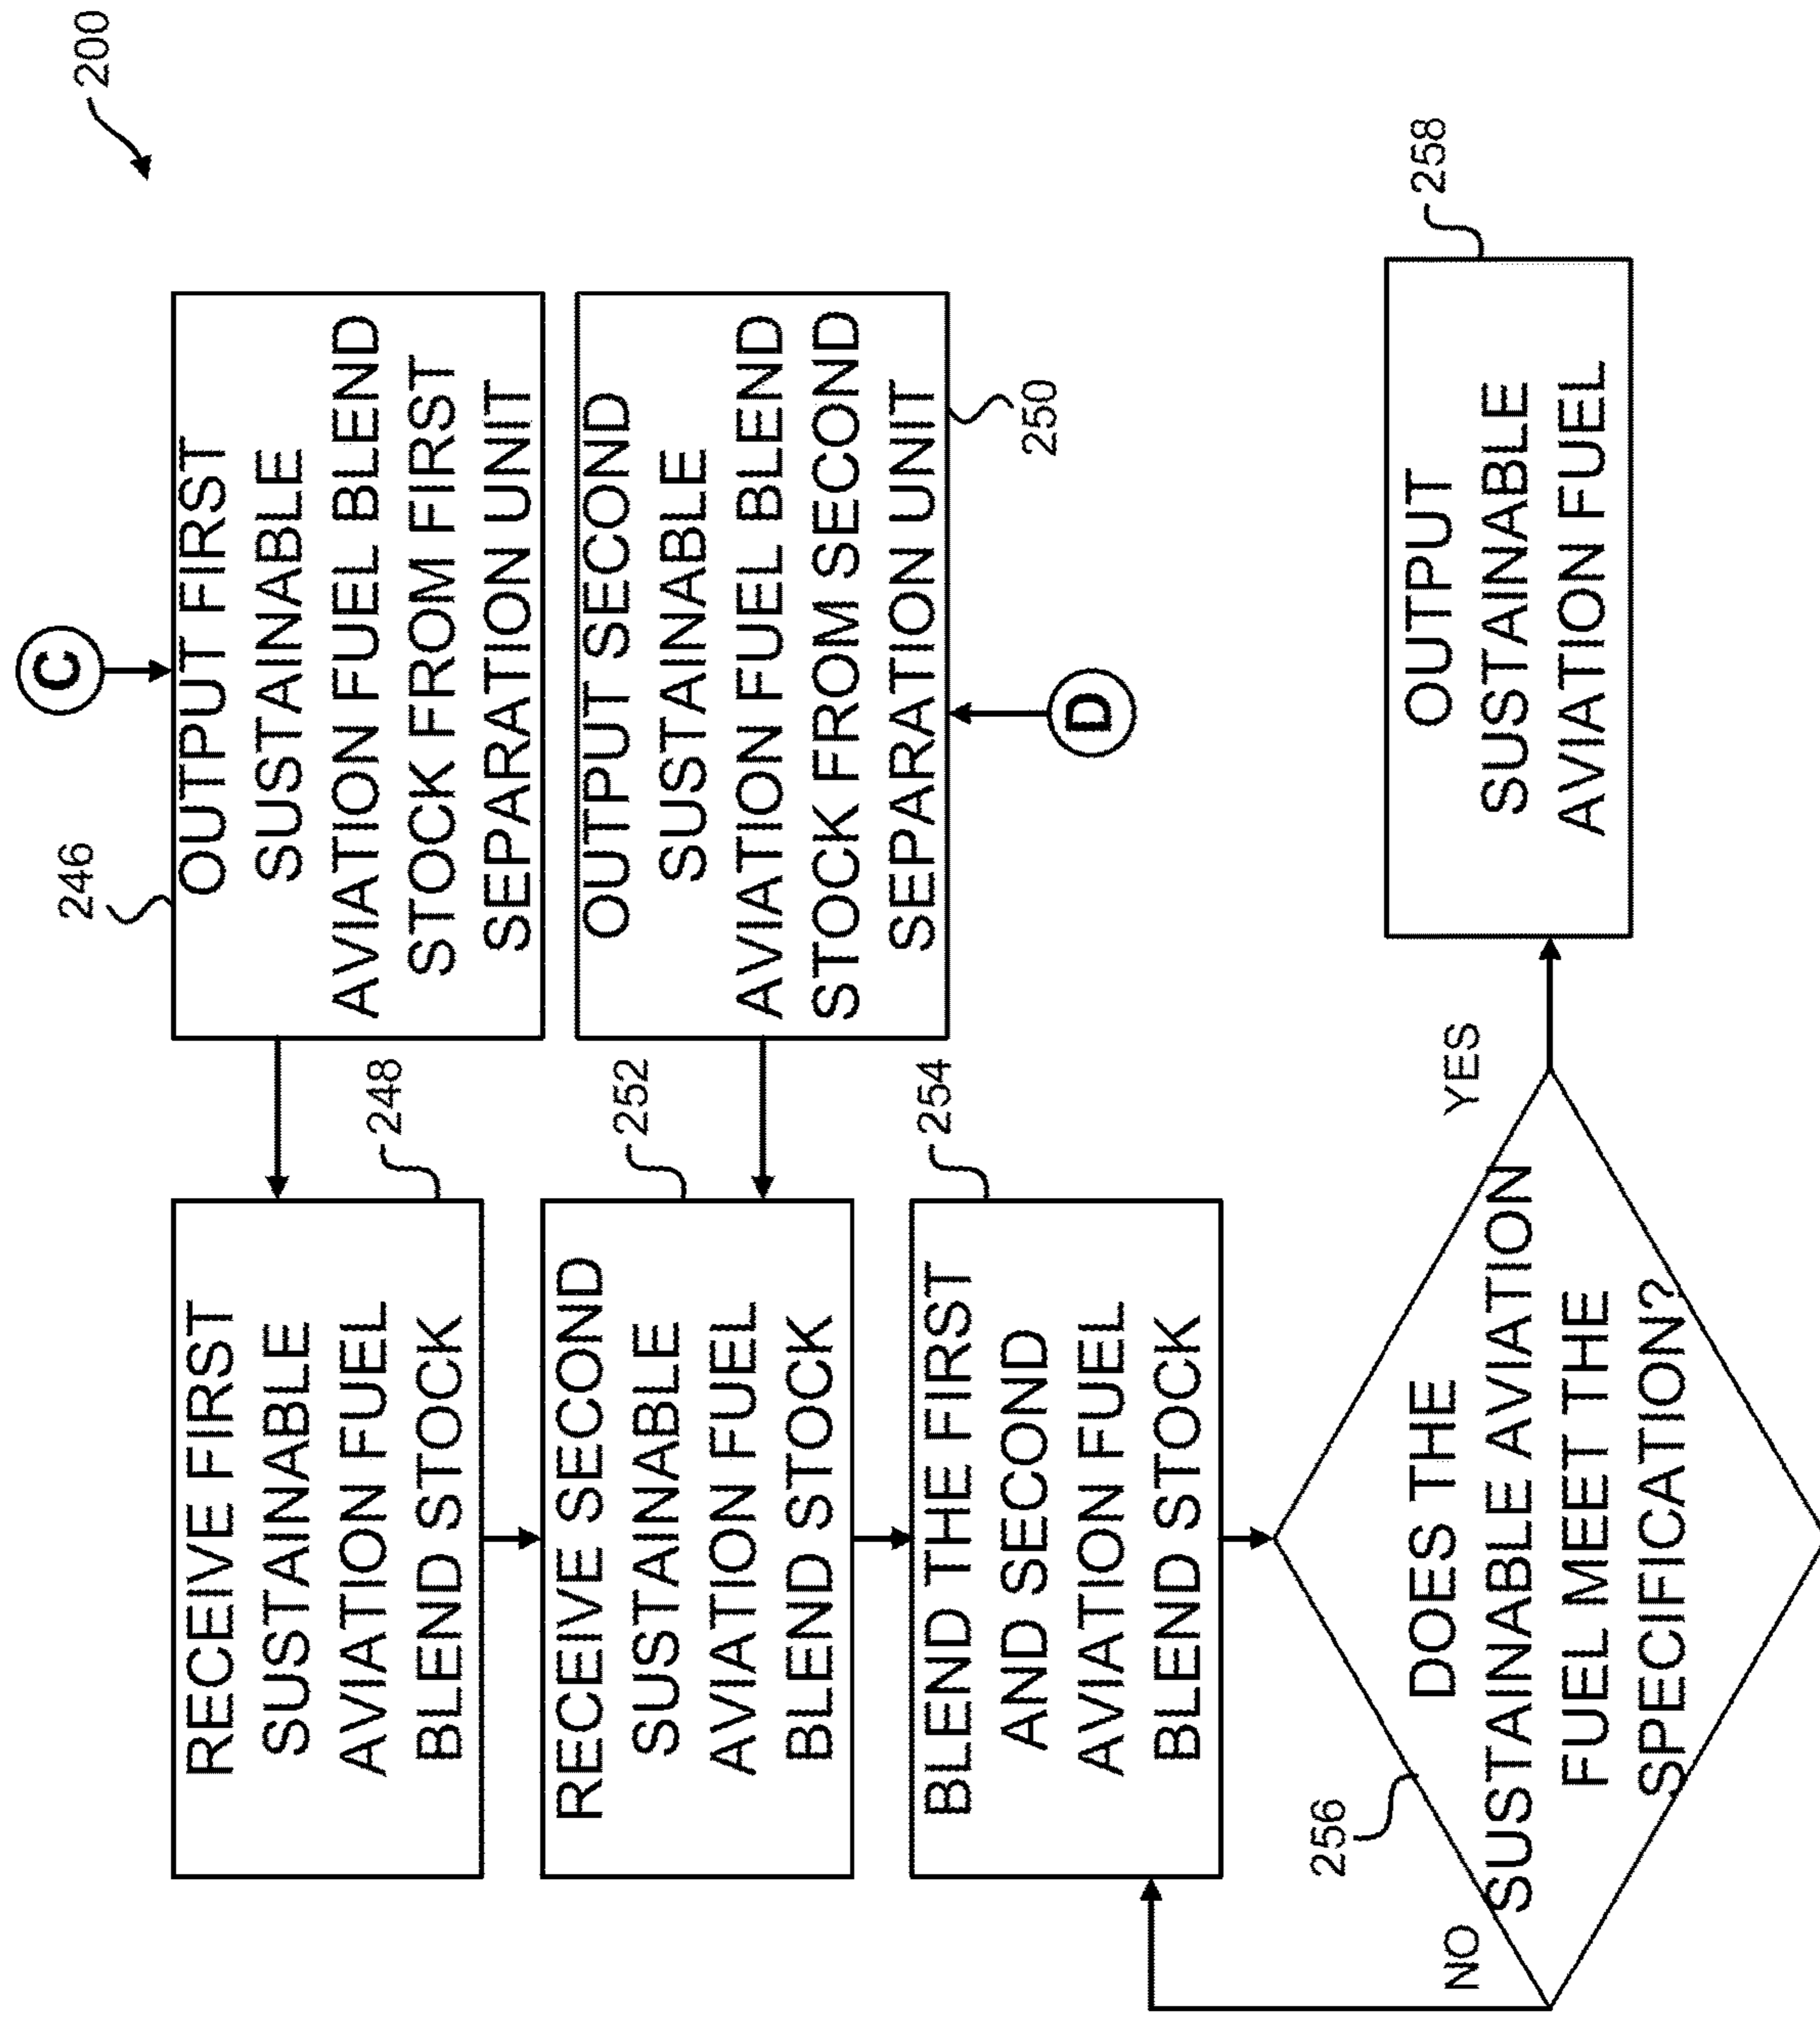 200
C
246
OUTPUT FIRST
SUSTAINABLE
AVIATION FUEL BLEND
STOCK FROM FIRST
SEPARATION UNIT
RECEIVE FIRST
SUSTAINABLE
AVIATION FUEL
BLEND STOCK
248
OUTPUT SECOND
SUSTAINABLE
AVIATION FUEL BLEND
STOCK FROM SECOND
SEPARATION UNIT
250
D
RECEIVE SECOND
SUSTAINABLE
AVIATION FUEL
BLEND STOCK
252
BLEND THE FIRST
AND SECOND
AVIATION FUEL
BLEND STOCK
254
256
DOES THE
SUSTAINABLE AVIATION
FUEL MEET THE
SPECIFICATION?
NO
YES
OUTPUT
SUSTAINABLE
AVIATION FUEL
258